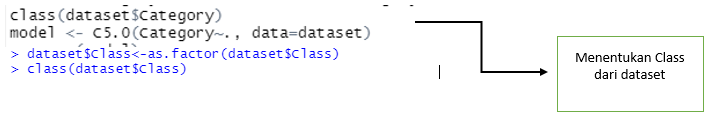 class(dataset$Category)
model <- C5.0(Category~., data=dataset)
> dataset$Class<-as.factor(dataset$Class)
> class(dataset$Class)
Menentukan Class
dari dataset